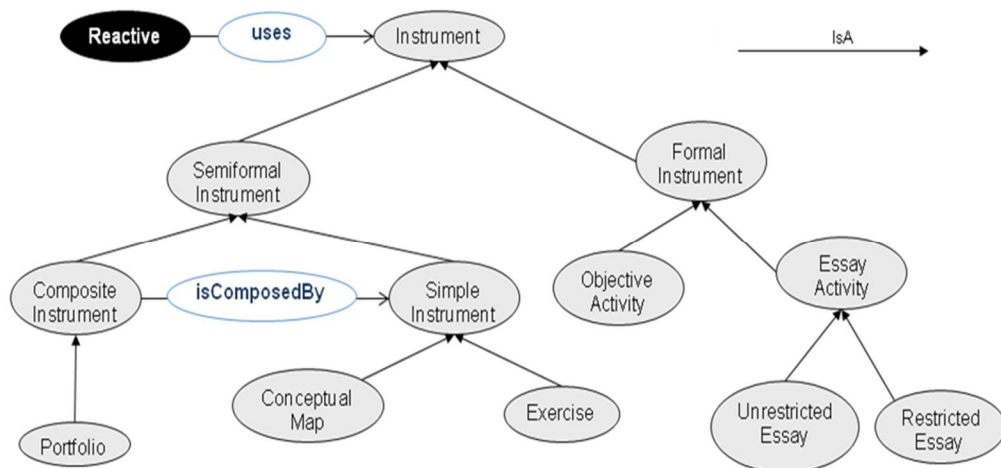 Reactive
uses
Instrument
IsA
Semiformal
Instrument
Formal
Instrument
Composite
Instrument
isComposedBy
Simple
Instrument
Objective
Activity
Essay
Activity
Conceptual
Map
Exercise
Unrestricted
Essay
Restricted
Essay
Portfolio